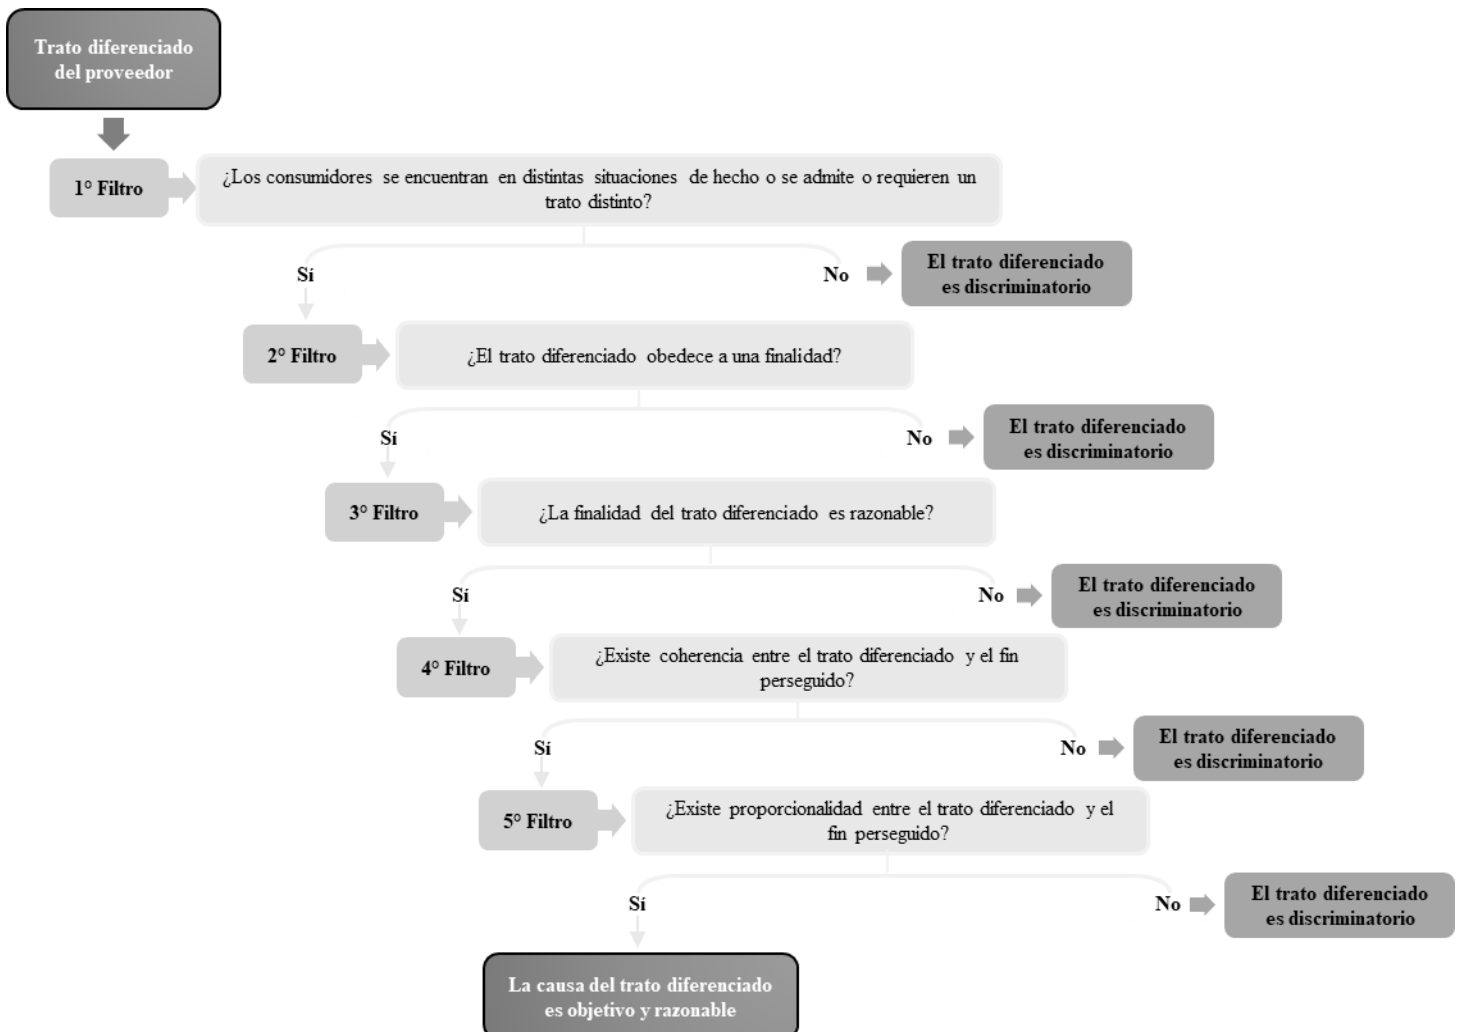 Trato diferenciado
del proveedor
1° Filtro
¿Los consumidores se encuentran en distintas situaciones de hecho o se admite o requieren un
trato distinto?
Sí
No
El trato diferenciado
es discriminatorio
2° Filtro
¿El trato diferenciado obedece a una finalidad?
Sí
No
El trato diferenciado
es discriminatorio
3° Filtro
¿La finalidad del trato diferenciado es razonable?
Sí
No
El trato diferenciado
es discriminatorio
4° Filtro
¿Existe coherencia entre el trato diferenciado y el fin
perseguido?
Sí
No
El trato diferenciado
es discriminatorio
5° Filtro
¿Existe proporcionalidad entre el trato diferenciado y el
fin perseguido?
Sí
No
El trato diferenciado
es discriminatorio
La causa del trato diferenciado
es objetivo y razonable